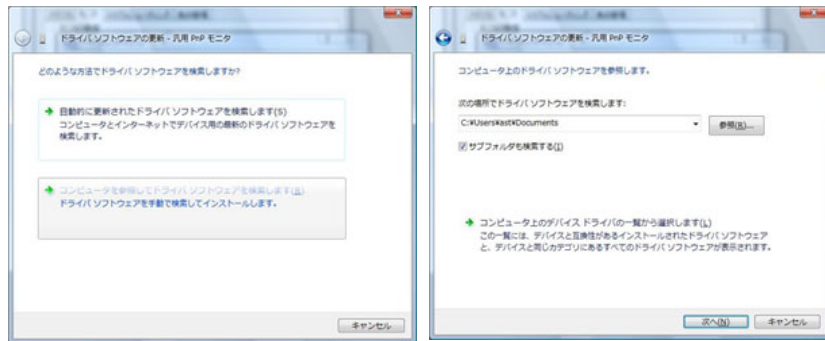 ドライバ ソフトウェアの更新 - 汎用 PnP モニタ
どのような方法でドライバ ソフトウェアを検索しますか?
自動的に更新されたドライバ ソフトウェアを検索します(S)
コンピュータとインターネットでデバイス用の最新のドライバ ソフトウェアを
検索します。
コンピュータを参照してドライバ ソフトウェアを検索します(R)
ドライバ ソフトウェアを手動で検索してインストールします。
キャンセル
ドライバ ソフトウェアの更新 - 汎用 PnP モニタ
コンピュータ上のドライバ ソフトウェアを参照します。
次の場所でドライバ ソフトウェアを検索します:
C:¥Users¥ast¥Documents
参照(R)...
サブフォルダも検索する(I)
コンピュータ上のデバイス ドライバの一覧から選択します(L)
この一覧には、デバイスと互換性があるインストールされたドライバ ソフトウェア
と、デバイスと同じカテゴリにあるすべてのドライバ ソフトウェアが表示されます。
次へ(N)
キャンセル